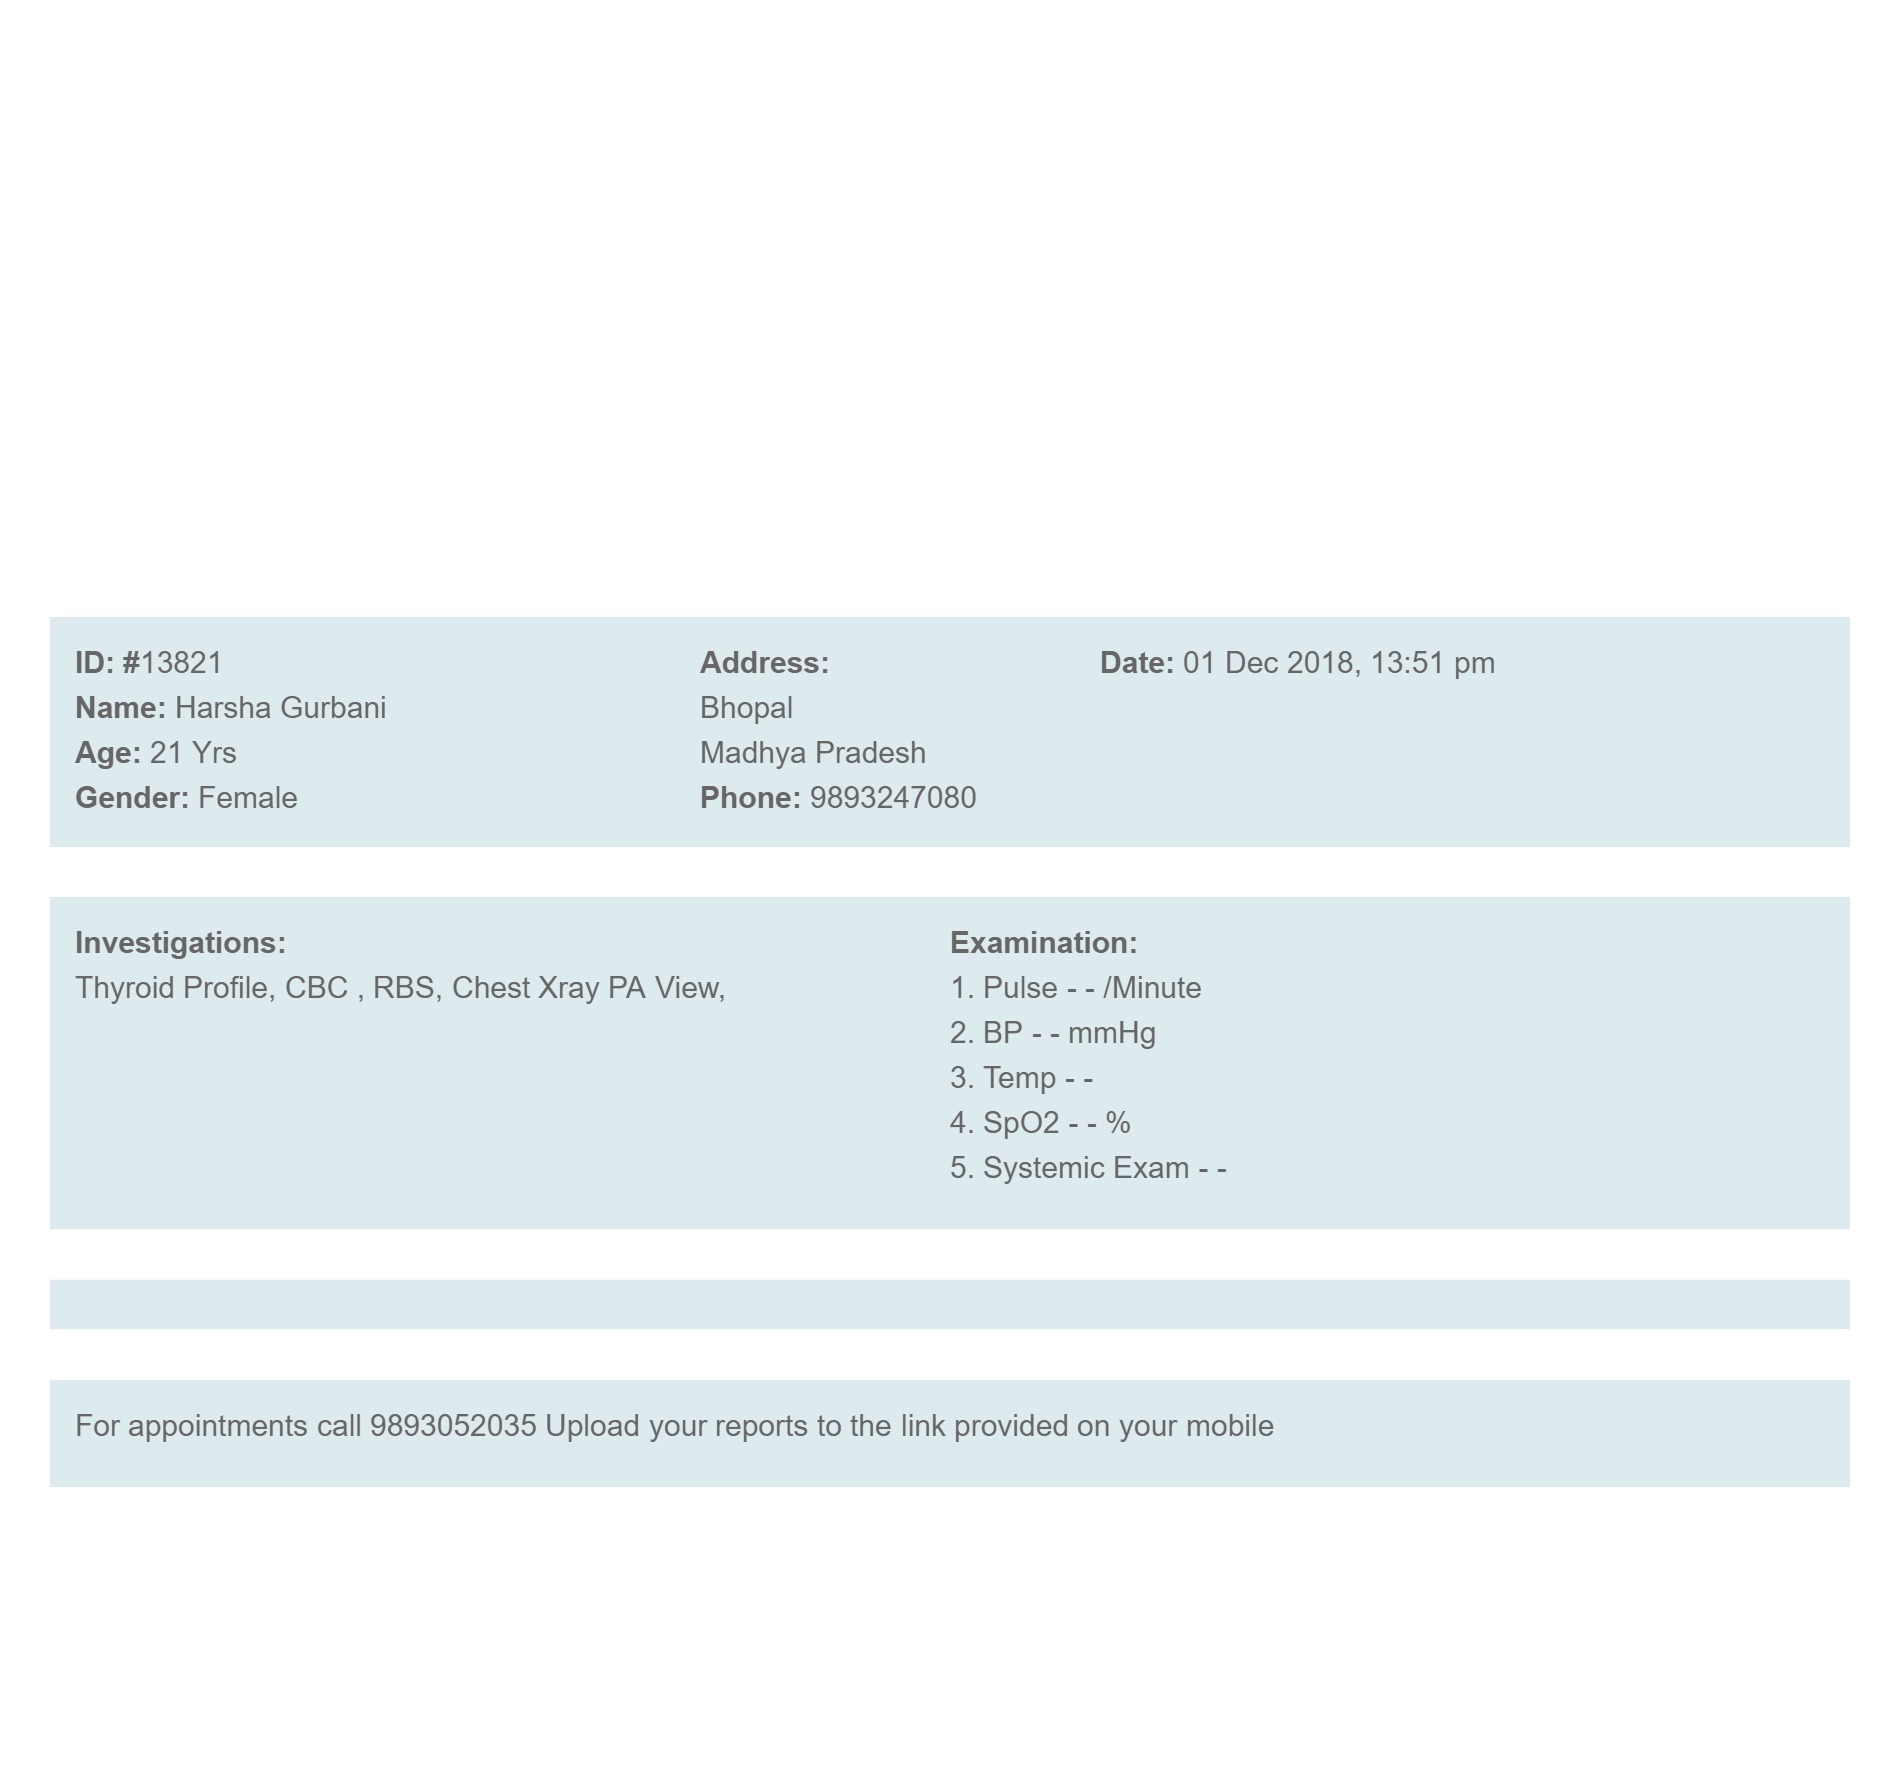 ID: #13821
Name: Harsha Gurbani
Age: 21 Yrs
Gender: Female
Address:
Bhopal
Madhya Pradesh
Phone: 9893247080
Date: 01 Dec 2018, 13:51 pm
Investigations:
Thyroid Profile, CBC , RBS, Chest Xray PA View,
Examination:
1. Pulse - - /Minute
2. BP - - mmHg
3. Temp - -
4. SpO2 - - %
5. Systemic Exam - -
For appointments call 9893052035 Upload your reports to the link provided on your mobile